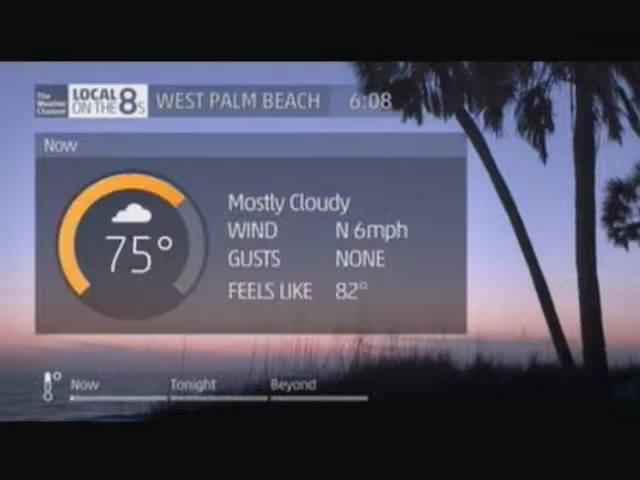 The Weather Channel
LOCAL ON THE 8s
WEST PALM BEACH 6:08
Now
75°
Mostly Cloudy
WIND N 6mph
GUSTS NONE
FEELS LIKE 82°
Now Tonight Beyond